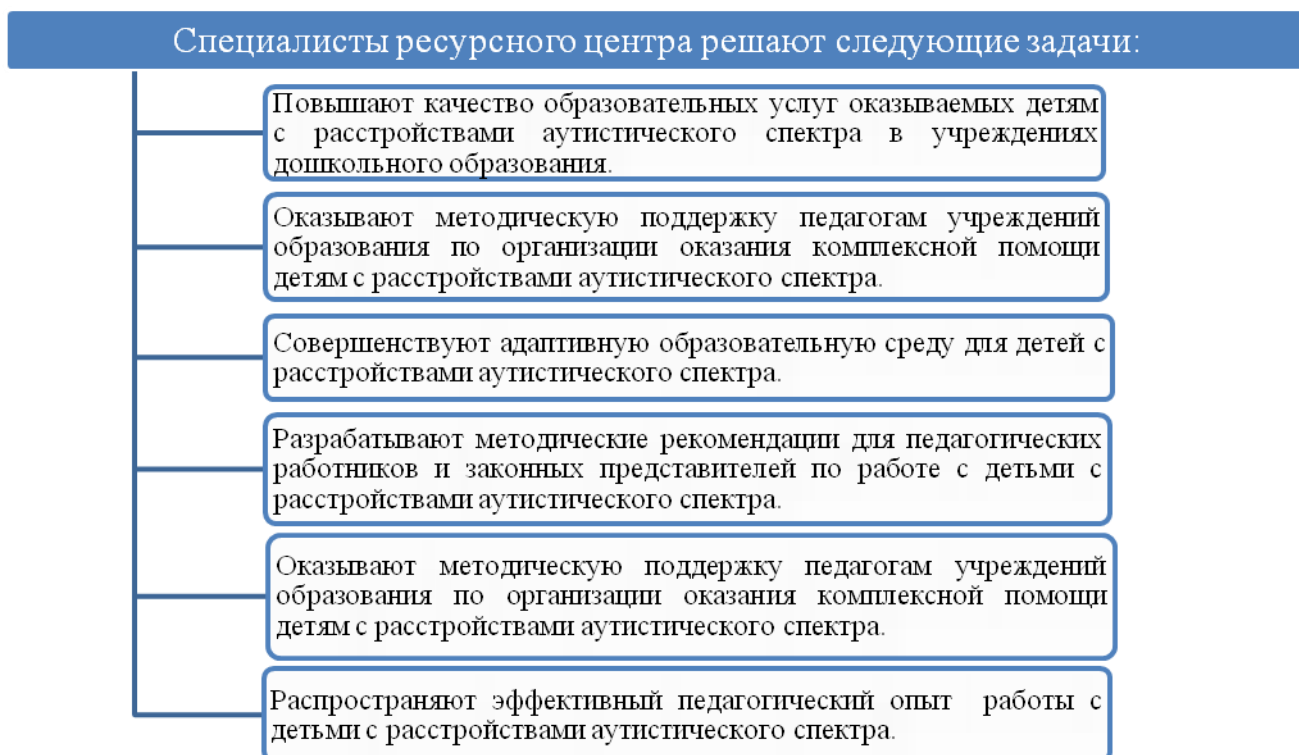 Специалисты ресурсного центра решают следующие задачи:
Повышают качество образовательных услуг оказываемых детям
с расстройствами аутистического спектра в учреждениях
дошкольного образования.
Оказывают методическую поддержку педагогам учреждений
образования по организации оказания комплексной помощи
детям с расстройствами аутистического спектра.
Совершенствуют адаптивную образовательную среду для детей с
расстройствами аутистического спектра.
Разрабатывают методические рекомендации для педагогических
работников и законных представителей по работе с детьми с
расстройствами аутистического спектра.
Оказывают методическую поддержку педагогам учреждений
образования по организации оказания комплексной помощи
детям с расстройствами аутистического спектра.
Распространяют эффективный педагогический опыт работы с
детьми с расстройствами аутистического спектра.